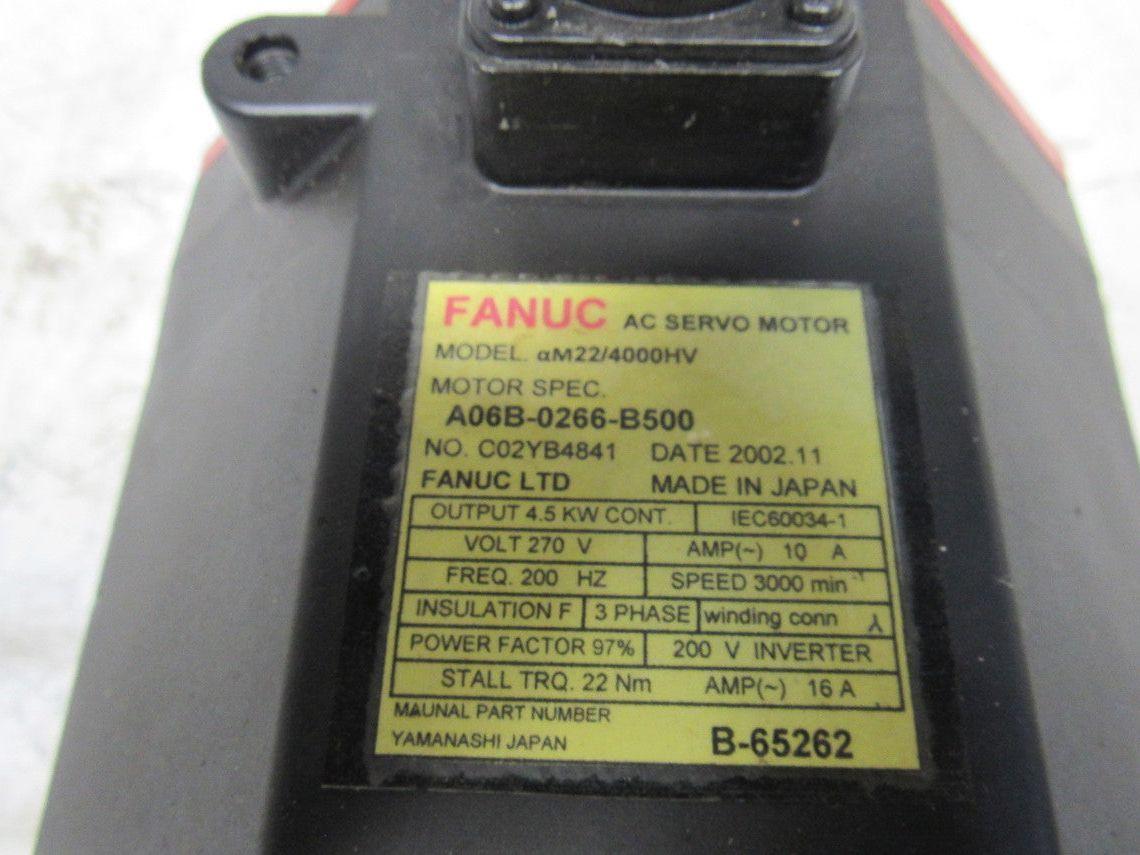 FANUC AC SERVO MOTOR
MODEL. αM22/4000HV
MOTOR SPEC.
A06B-0266-B500
NO. C02YB4841 DATE 2002.11
FANUC LTD MADE IN JAPAN
OUTPUT 4.5 KW CONT. IEC60034-1
VOLT 270 V AMP(~) 10 A
FREQ. 200 HZ SPEED 3000 min⁻¹
INSULATION F 3 PHASE winding conn ⅄
POWER FACTOR 97% 200 V INVERTER
STALL TRQ. 22 Nm AMP(~) 16 A
MAUNAL PART NUMBER
YAMANASHI JAPAN B-65262